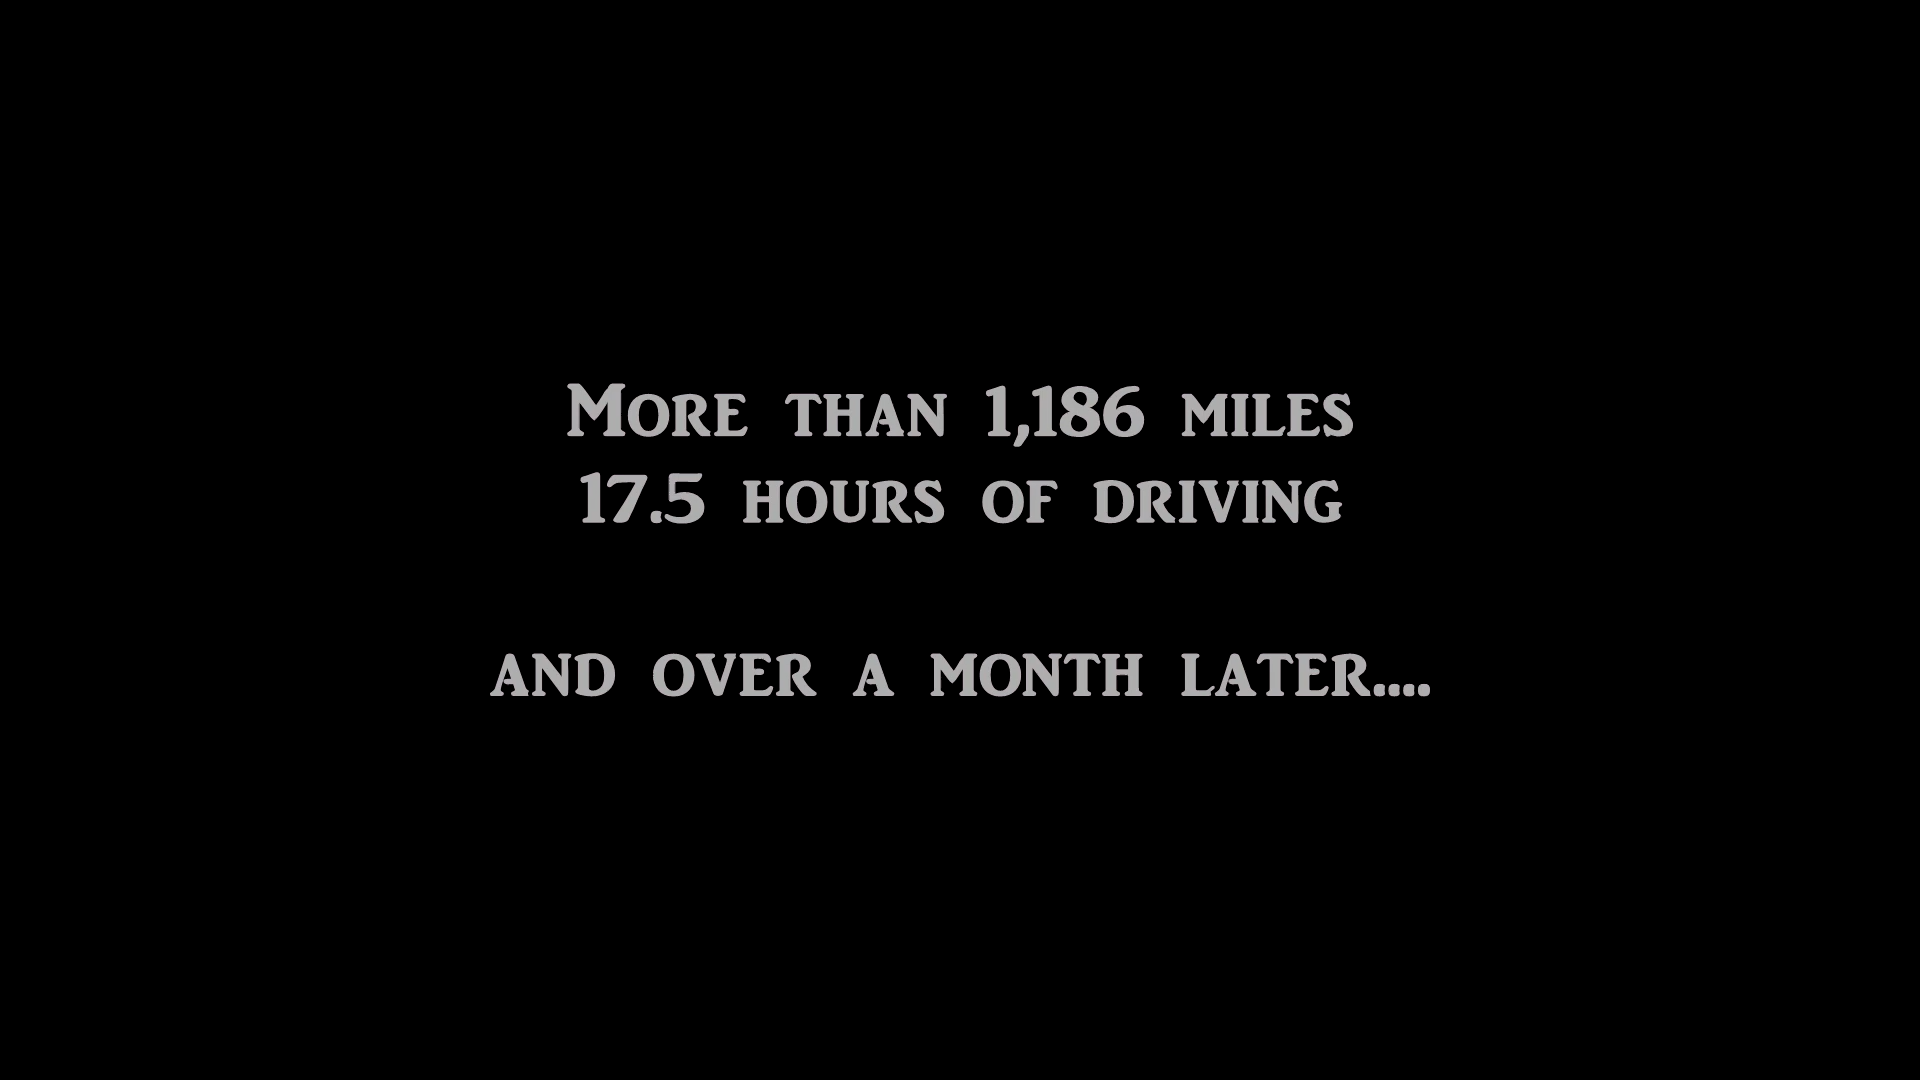 More than 1,186 miles
17.5 hours of driving
and over a month later....